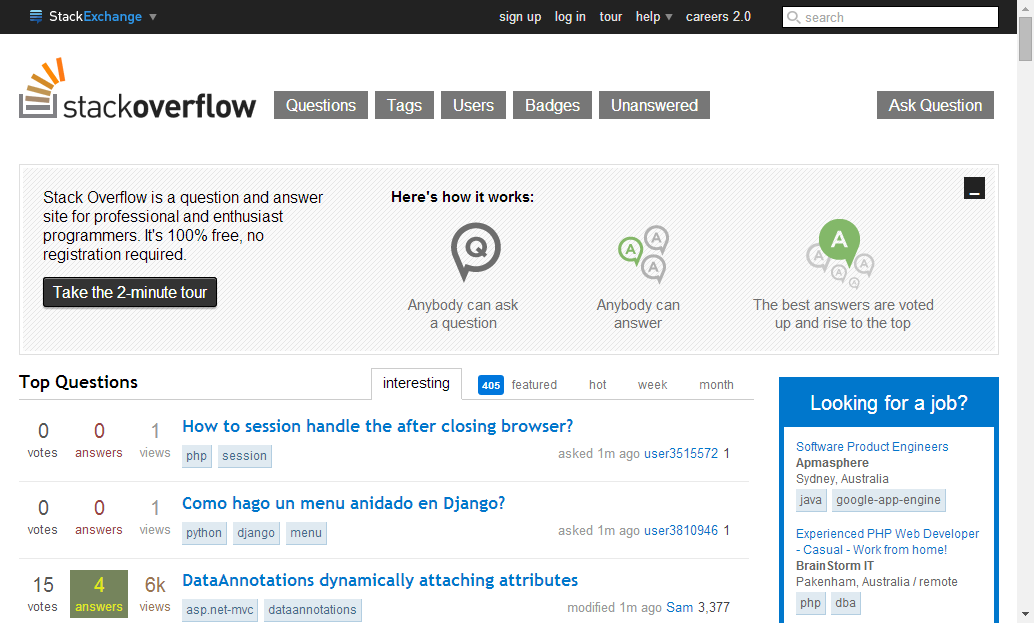 StackExchange sign up log in tour help careers 2.0 search
stackoverflow Questions Tags Users Badges Unanswered Ask Question
Stack Overflow is a question and answer
site for professional and enthusiast
programmers. It's 100% free, no
registration required.
Take the 2-minute tour
Here's how it works:
Q
Anybody can ask
a question
A A A
Anybody can
answer
A A A A A
The best answers are voted
up and rise to the top
Top Questions interesting 405 featured hot week month
0 votes 0 answers 1 views
How to session handle the after closing browser?
php session
asked 1m ago user3515572 1
0 votes 0 answers 1 views
Como hago un menu anidado en Django?
python django menu
asked 1m ago user3810946 1
15 votes 4 answers 6k views
DataAnnotations dynamically attaching attributes
asp.net-mvc dataannotations
modified 1m ago Sam 3,377
Looking for a job?
Software Product Engineers
Apmasphere
Sydney, Australia
java google-app-engine
Experienced PHP Web Developer
- Casual - Work from home!
BrainStorm IT
Pakenham, Australia / remote
php dba